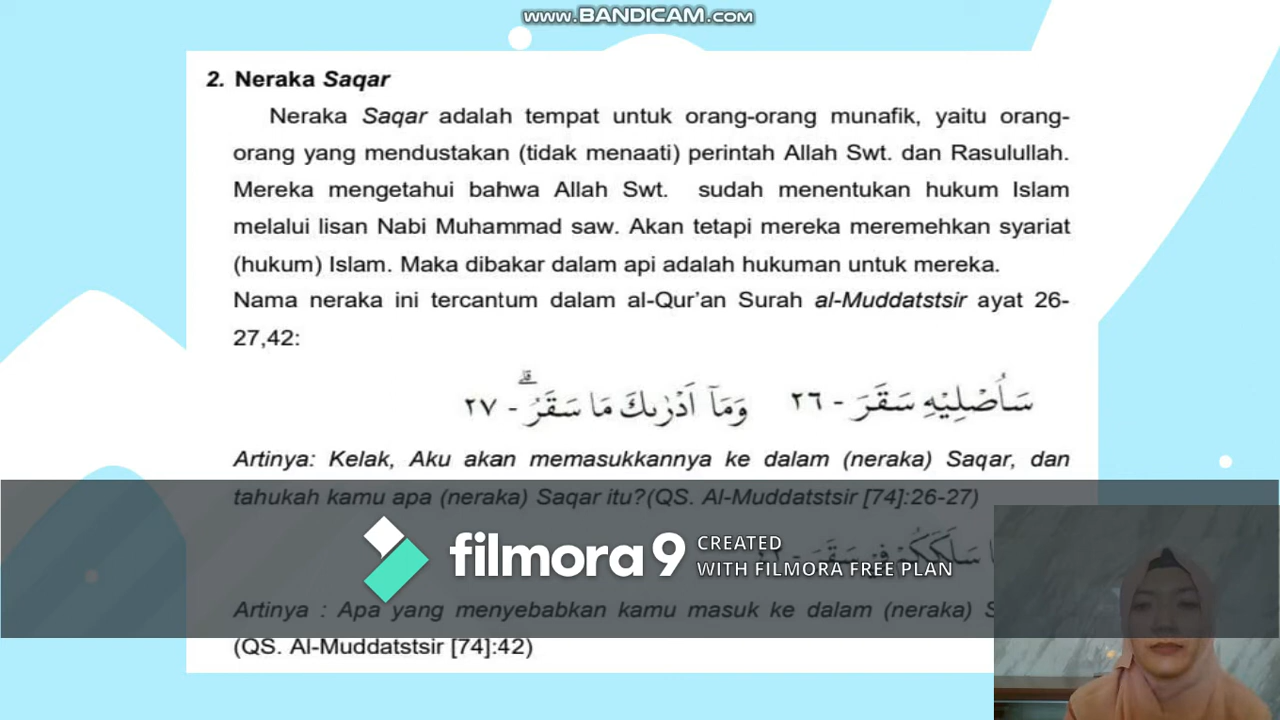 www.BANDICAM.com
2. Neraka Saqar
Neraka Saqar adalah tempat untuk orang-orang munafik, yaitu orang-
orang yang mendustakan (tidak menaati) perintah Allah Swt. dan Rasulullah.
Mereka mengetahui bahwa Allah Swt. sudah menentukan hukum Islam
melalui lisan Nabi Muhammad saw. Akan tetapi mereka meremehkan syariat
(hukum) Islam. Maka dibakar dalam api adalah hukuman untuk mereka.
Nama neraka ini tercantum dalam al-Qur'an Surah al-Muddatstsir ayat 26-
27,42:
سَاُصْلِيْهِ سَقَرَ - ٢٦ وَمَآ اَدْرٰىكَ مَا سَقَرُۗ - ٢٧
Artinya: Kelak, Aku akan memasukkannya ke dalam (neraka) Saqar, dan
tahukah kamu apa (neraka) Saqar itu?(QS. Al-Muddatstsir [74]:26-27)
سَلَكَكُمْ فِيْ سَقَرَ -
filmora9 CREATED
WITH FILMORA FREE PLAN
Artinya : Apa yang menyebabkan kamu masuk ke dalam (neraka)
(QS. Al-Muddatstsir [74]:42)